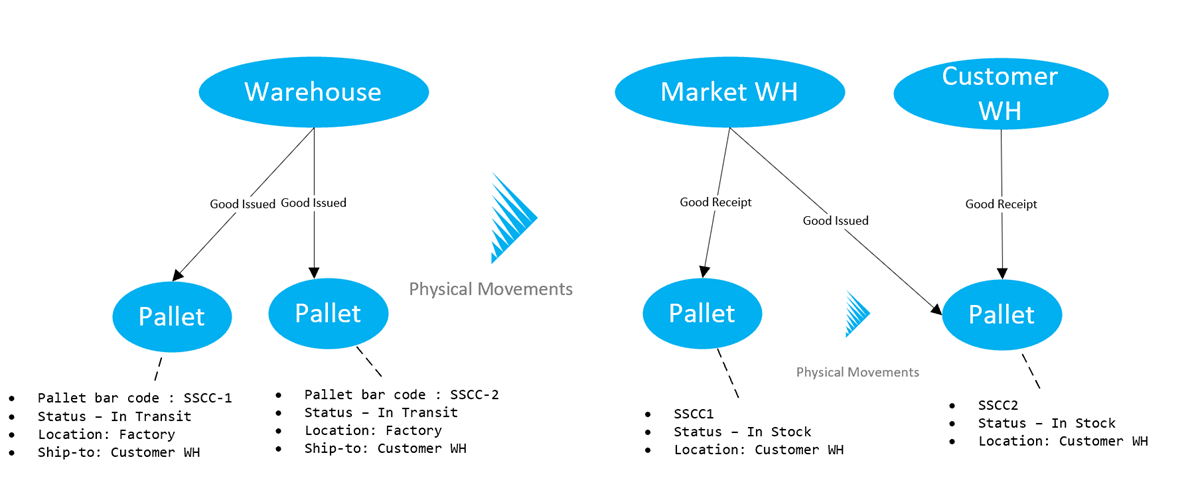 Warehouse
Market WH
Customer
WH
Good Issued
Good Issued
Good Receipt
Good Issued
Good Receipt
Physical Movements
Pallet
Pallet
Pallet
Pallet
Physical Movements
• Pallet bar code : SSCC-1
• Status – In Transit
• Location: Factory
• Ship-to: Customer WH
• Pallet bar code : SSCC-2
• Status – In Transit
• Location: Factory
• Ship-to: Customer WH
• SSCC1
• Status – In Stock
• Location: Customer WH
• SSCC2
• Status – In Stock
• Location: Customer WH